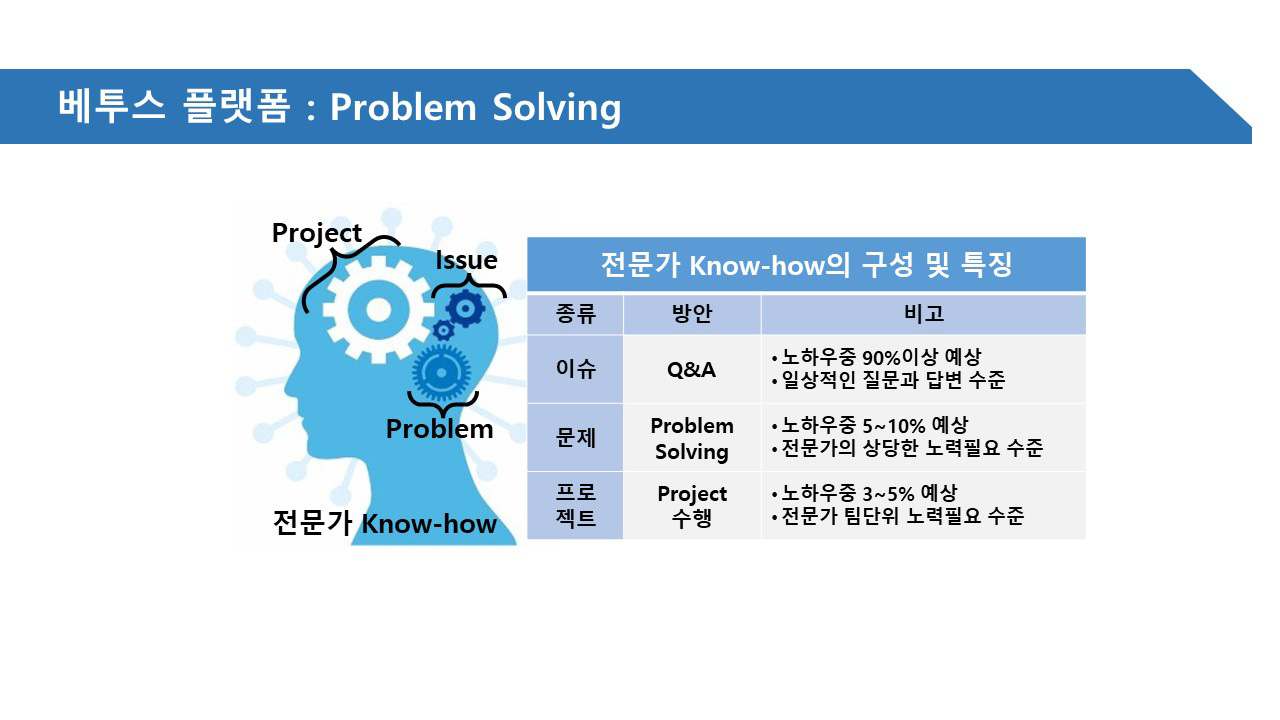 베투스 플랫폼 : Problem Solving
Project
Issue
Problem
전문가 Know-how
전문가 Know-how의 구성 및 특징
종류 방안 비고
이슈
Q&A
• 노하우중 90%이상 예상
• 일상적인 질문과 답변 수준
문제
Problem
Solving
• 노하우중 5~10% 예상
• 전문가의 상당한 노력필요 수준
프로
젝트
Project
수행
• 노하우중 3~5% 예상
• 전문가 팀단위 노력필요 수준